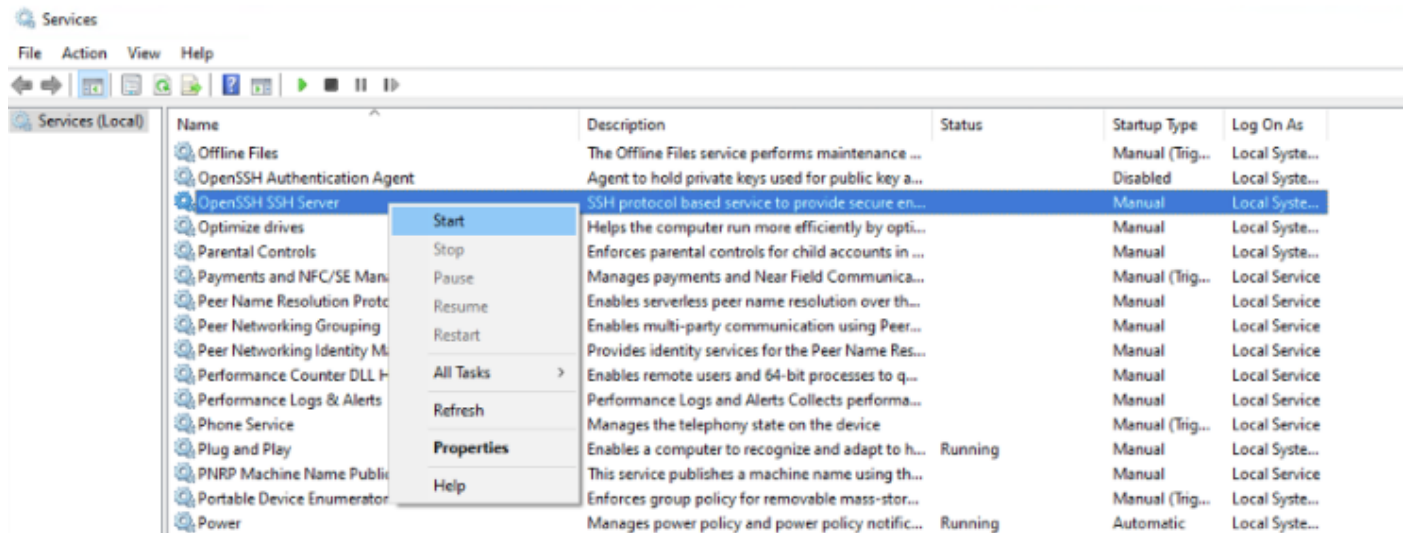 Services
File Action View Help
Services (Local)
Name Description Status Startup Type Log On As
Offline Files The Offline Files service performs maintenance ... Manual (Trig... Local Syste...
OpenSSH Authentication Agent Agent to hold private keys used for public key a... Disabled Local Syste...
OpenSSH SSH Server SSH protocol based service to provide secure en... Manual Local Syste...
Optimize drives Helps the computer run more efficiently by opti... Manual Local Syste...
Parental Controls Enforces parental controls for child accounts in ... Manual Local Syste...
Payments and NFC/SE Mana Manages payments and Near Field Communica... Manual (Trig... Local Service
Peer Name Resolution Proto Enables serverless peer name resolution over th... Manual Local Service
Peer Networking Grouping Enables multi-party communication using Peer... Manual Local Service
Peer Networking Identity Ma Provides identity services for the Peer Name Res... Manual Local Service
Performance Counter DLL H Enables remote users and 64-bit processes to q... Manual Local Service
Performance Logs & Alerts Performance Logs and Alerts Collects performa... Manual Local Service
Phone Service Manages the telephony state on the device Manual (Trig... Local Service
Plug and Play Enables a computer to recognize and adapt to h... Running Manual Local Syste...
PNRP Machine Name Public This service publishes a machine name using th... Manual Local Service
Portable Device Enumerator Enforces group policy for removable mass-stor... Manual (Trig... Local Syste...
Power Manages power policy and power policy notific... Running Automatic Local Syste...
Start
Stop
Pause
Resume
Restart
All Tasks
Refresh
Properties
Help